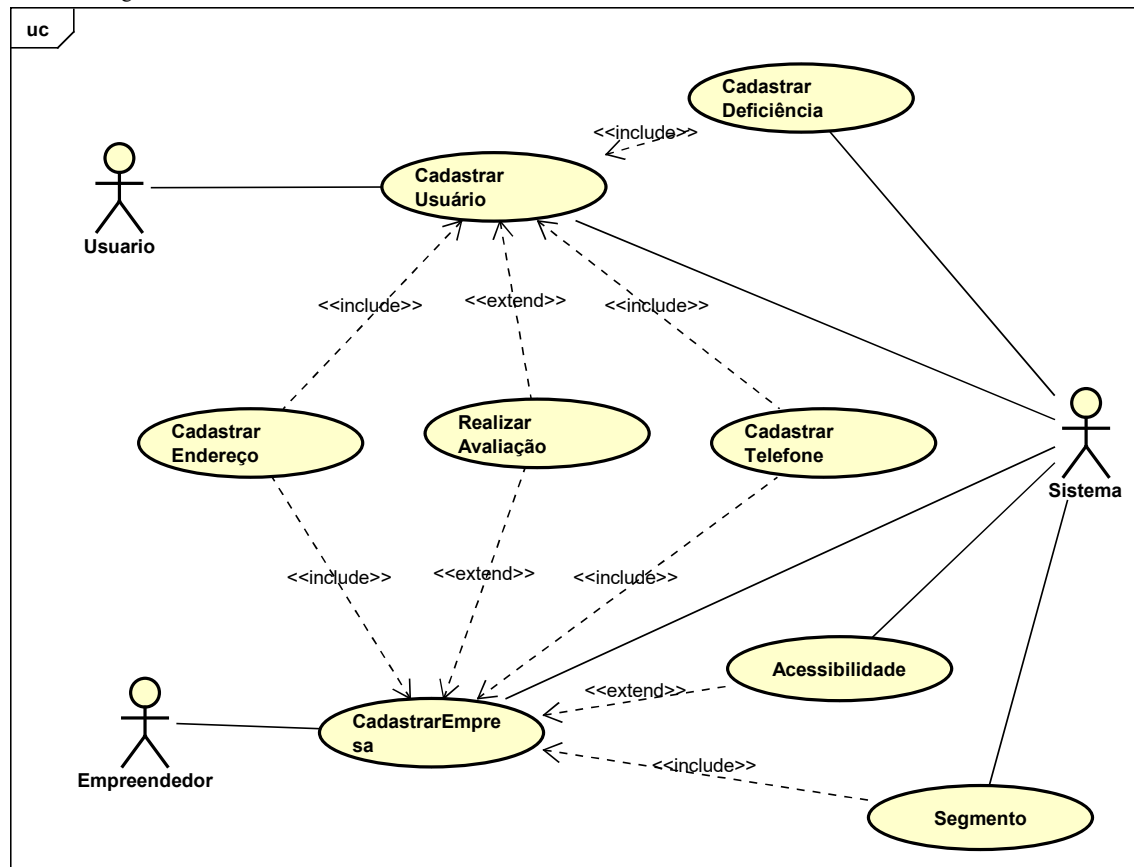 uc
Cadastrar
Deficiência
<<include>>
Cadastrar
Usuário
Usuario
<<include>>
<<extend>>
<<include>>
Cadastrar
Endereço
Realizar
Avaliação
Cadastrar
Telefone
Sistema
<<include>>
<<extend>>
<<include>>
Acessibilidade
<<extend>>
CadastrarEmpre
sa
Empreendedor
<<include>>
Segmento